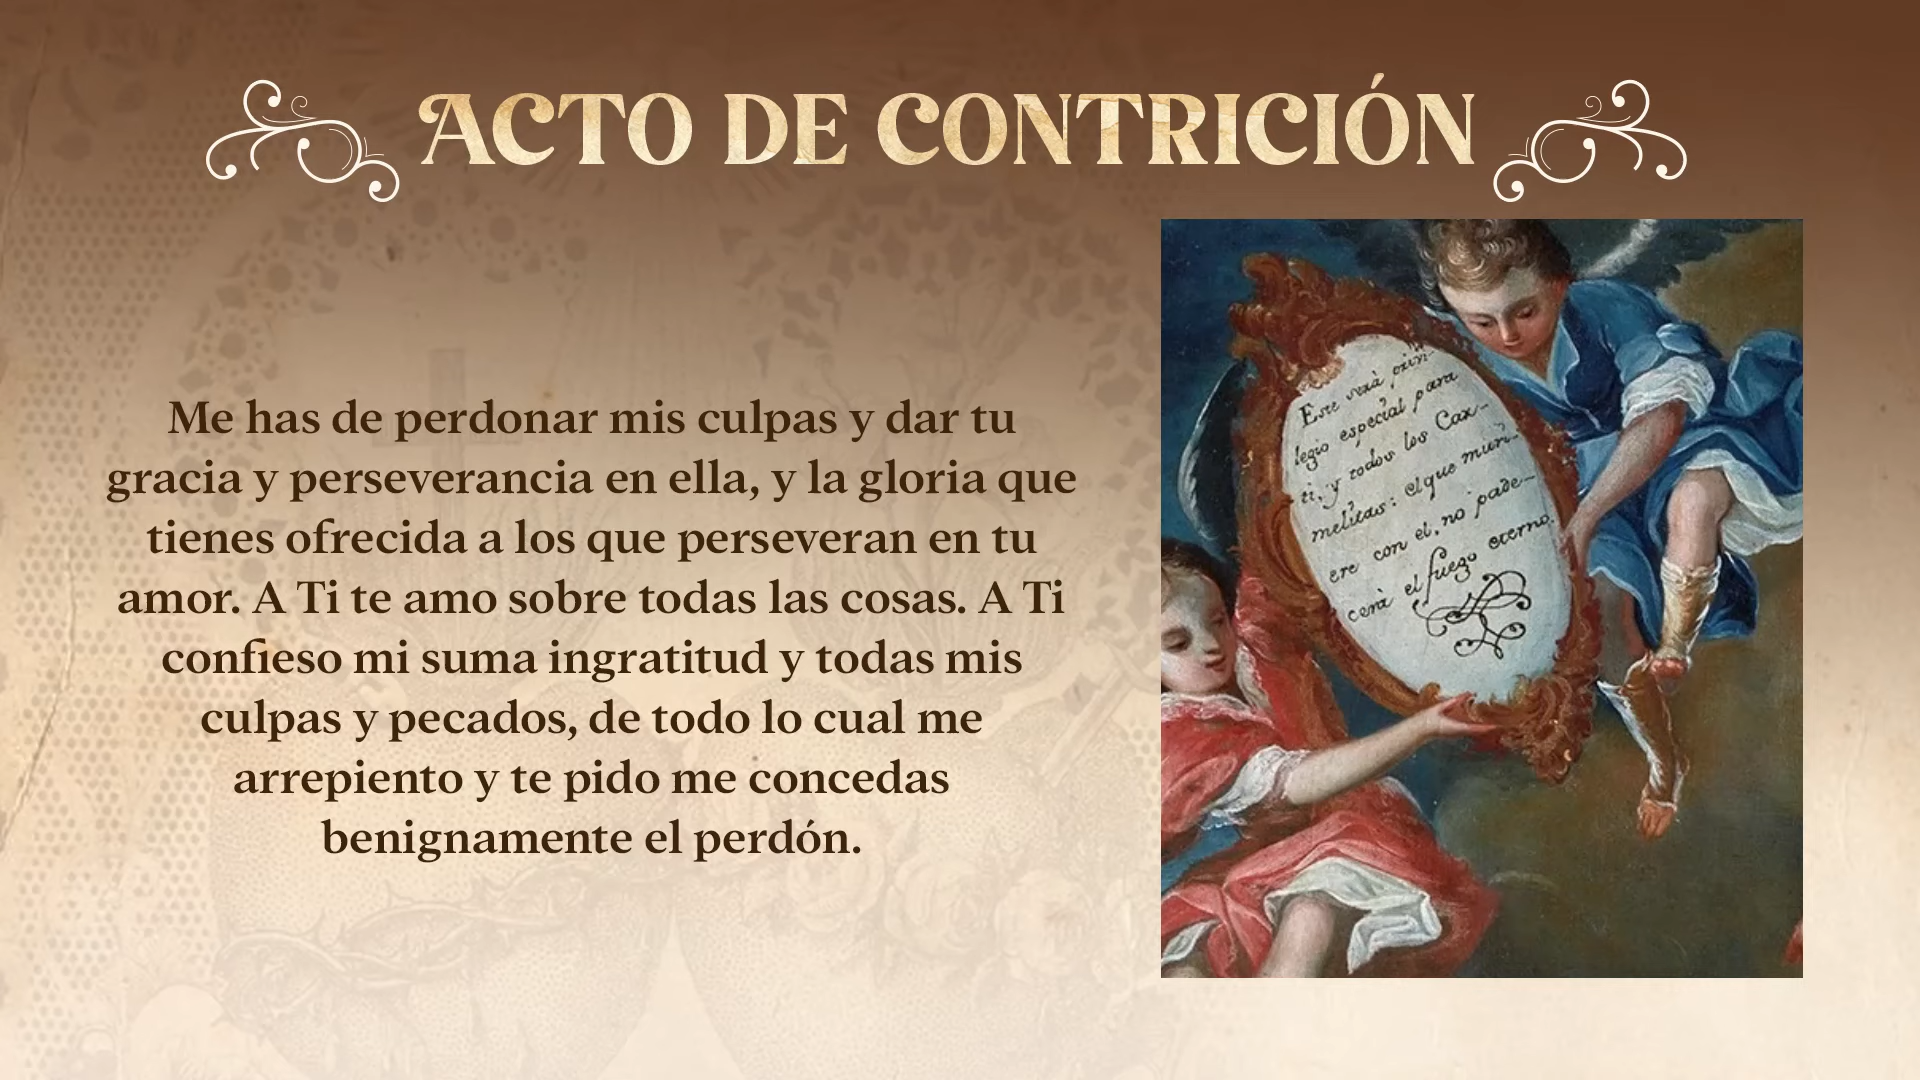 ACTO DE CONTRICIÓN
Me has de perdonar mis culpas y dar tu
gracia y perseverancia en ella, y la gloria que
tienes ofrecida a los que perseveran en tu
amor. A Ti te amo sobre todas las cosas. A Ti
confieso mi suma ingratitud y todas mis
culpas y pecados, de todo lo cual me
arrepiento y te pido me concedas
benignamente el perdón.
Este será privi-
legio especial para
ti, y todos los Car-
melitas: el que muri-
ere con el, no pade-
cerà el fuego eterno.